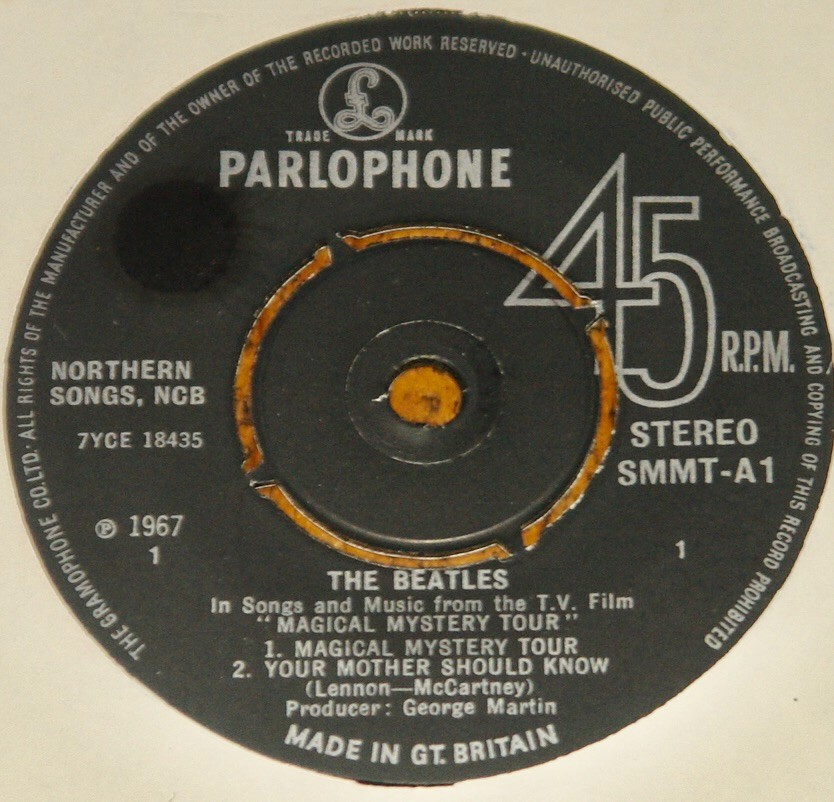 THE GRAMOPHONE CO.LTD. ALL RIGHTS OF THE MANUFACTURER AND OF THE OWNER OF THE RECORDED WORK RESERVED · UNAUTHORISED PUBLIC PERFORMANCE BROADCASTING AND COPYING OF THIS RECORD PROHIBITED
£
TRADE MARK
PARLOPHONE
45
R.P.M.
NORTHERN
SONGS, NCB
7YCE 18435
STEREO
SMMT-A1
℗ 1967
1
1
THE BEATLES
In Songs and Music from the T.V. Film
"MAGICAL MYSTERY TOUR"
1. MAGICAL MYSTERY TOUR
2. YOUR MOTHER SHOULD KNOW
(Lennon—McCartney)
Producer: George Martin
MADE IN GT. BRITAIN